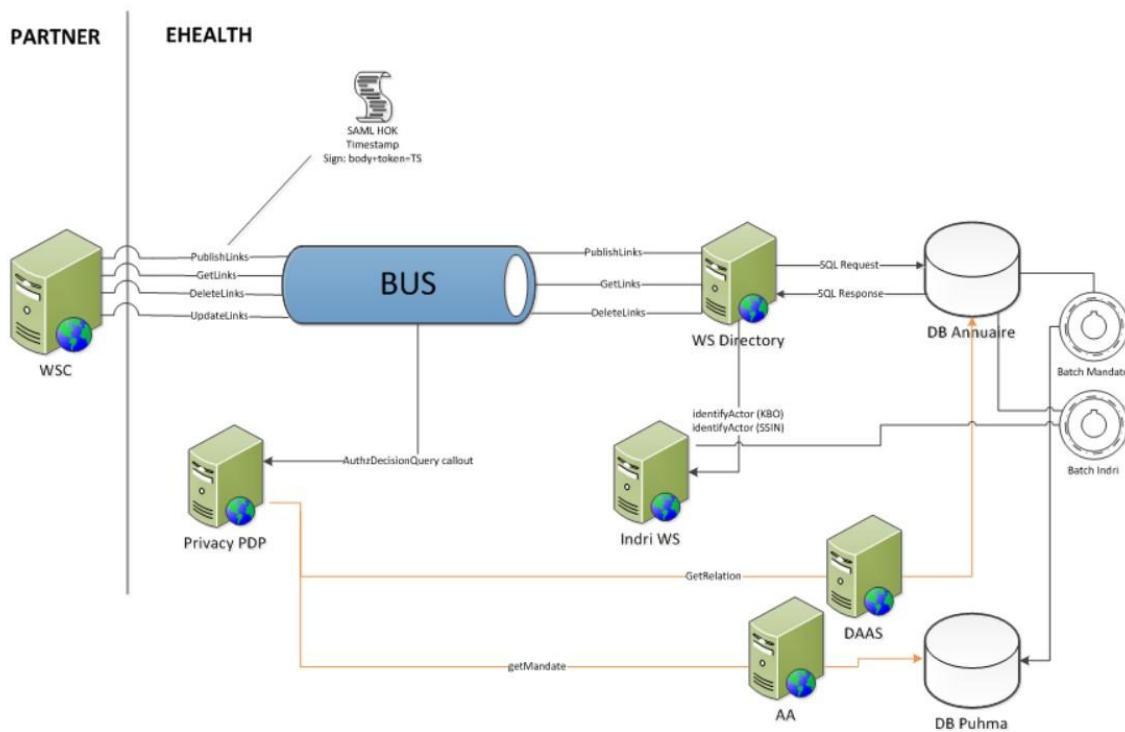 PARTNER
EHEALTH
SAML HOK
Timestamp
Sign: body+token=TS
PublishLinks
GetLinks
DeleteLinks
UpdateLinks
BUS
PublishLinks
GetLinks
DeleteLinks
SQL Request
SQL Response
WSC
WS Directory
DB Annuaire
Batch Mandate
identifyActor (KBO)
identifyActor (SSIN)
AuthzDecisionQuery callout
Batch Indri
Privacy PDP
Indri WS
GetRelation
DAAS
getMandate
AA
DB Puhma